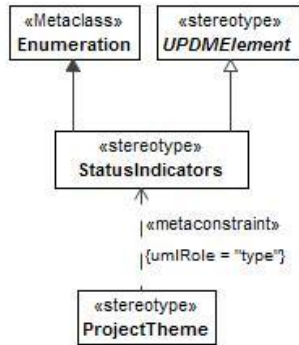 «Metaclass»
Enumeration
«stereotype»
UPDMElement
«stereotype»
StatusIndicators
«metaconstraint»
{umlRole = "type"}
«stereotype»
ProjectTheme